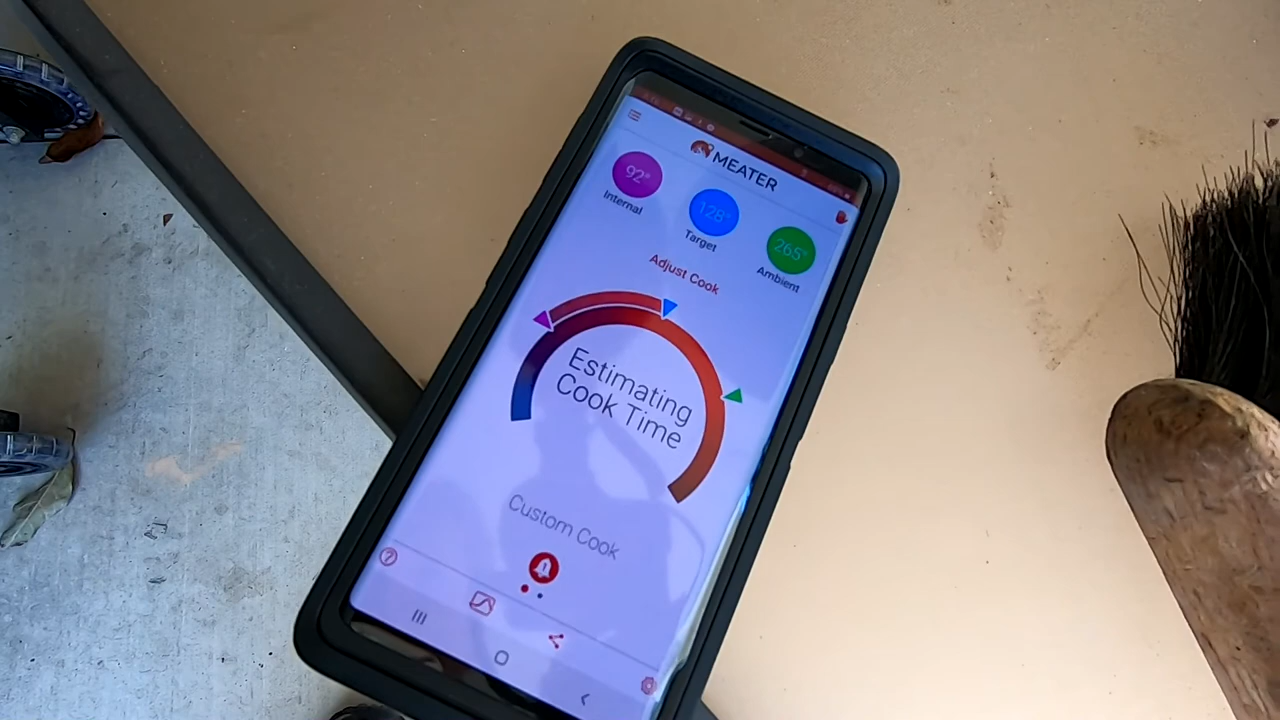 MEATER
92°
Internal
128°
Target
265°
Ambient
Adjust Cook
Estimating
Cook Time
Custom Cook